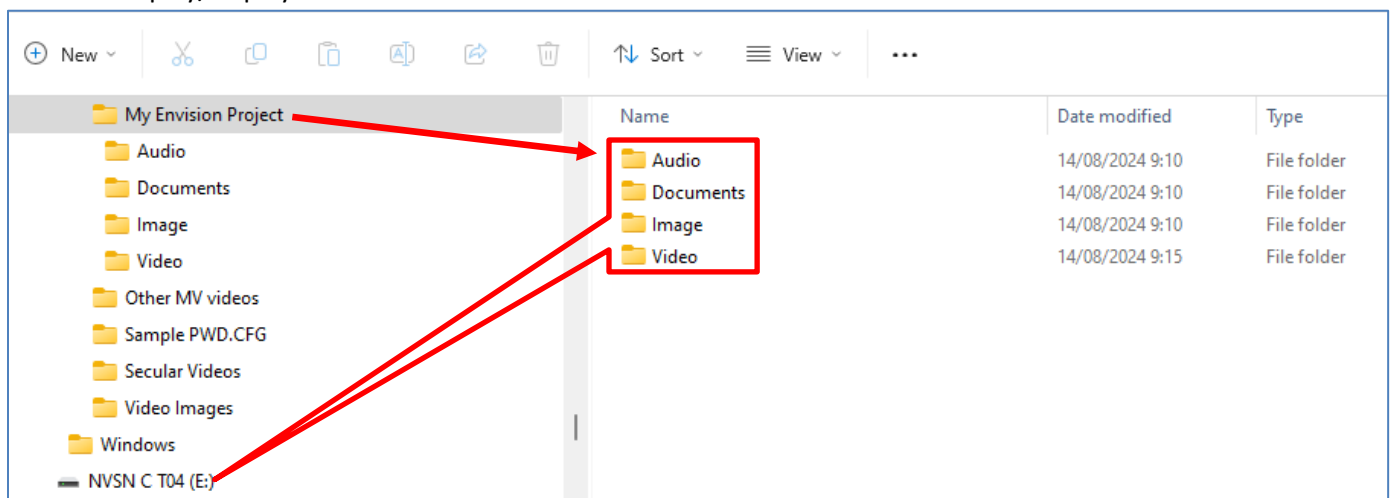 New
Sort
View
My Envision Project
Audio
Documents
Image
Video
Other MV videos
Sample PWD.CFG
Secular Videos
Video Images
Windows
NVSN C T04 (E:)
Name Date modified Type
Audio 14/08/2024 9:10 File folder
Documents 14/08/2024 9:10 File folder
Image 14/08/2024 9:10 File folder
Video 14/08/2024 9:15 File folder